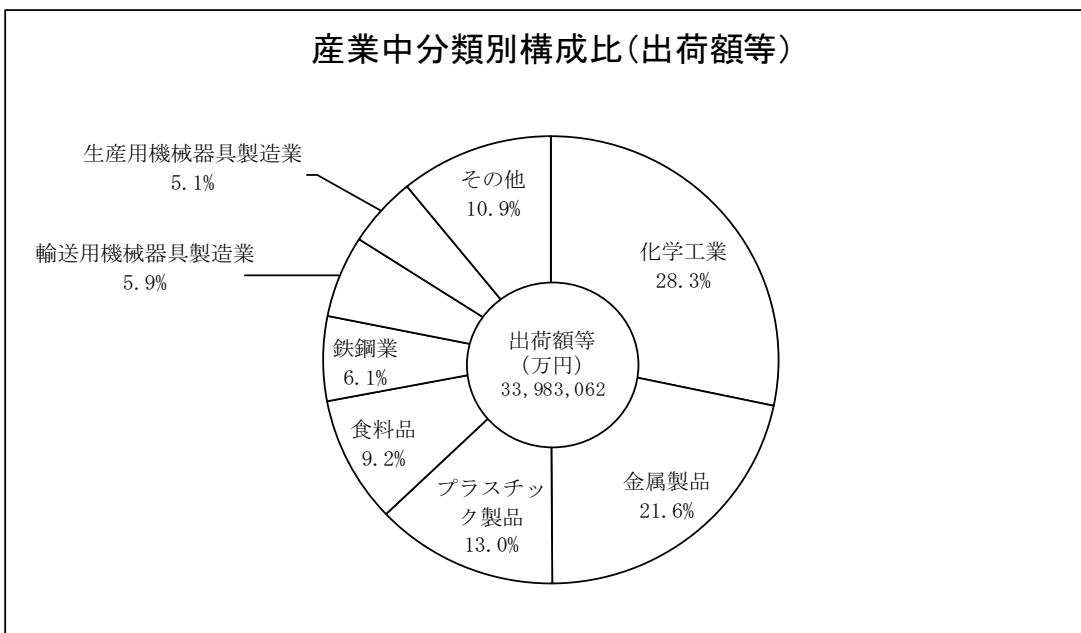 産業中分類別構成比（出荷額等）
生産用機械器具製造業
5.1%
その他
10.9%
化学工業
28.3%
輸送用機械器具製造業
5.9%
鉄鋼業
6.1%
出荷額等
（万円）
33,983,062
食料品
9.2%
プラスチッ
ク製品
13.0%
金属製品
21.6%